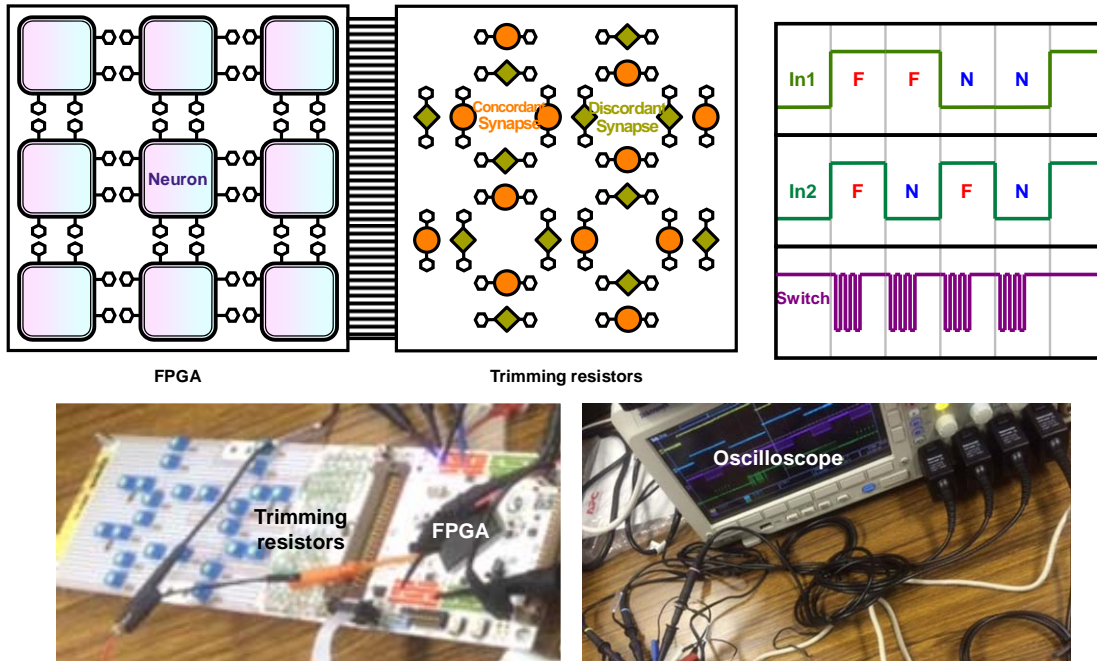 Neuron
FPGA
Concordant
Synapse
Discordant
Synapse
Trimming resistors
In1
F F N N
In2
F N F N
Switch
Trimming
resistors
FPGA
Oscilloscope